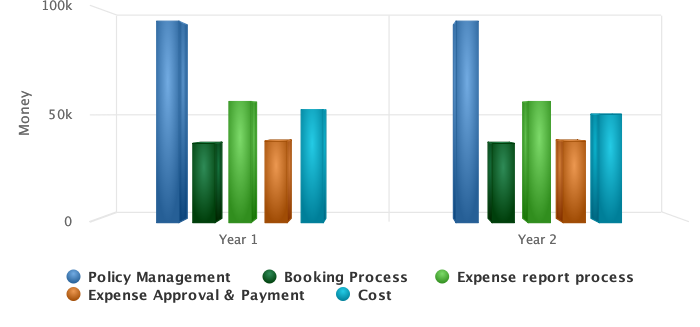 100k
Money
50k
0
Year 1
Year 2
Policy Management
Booking Process
Expense report process
Expense Approval & Payment
Cost